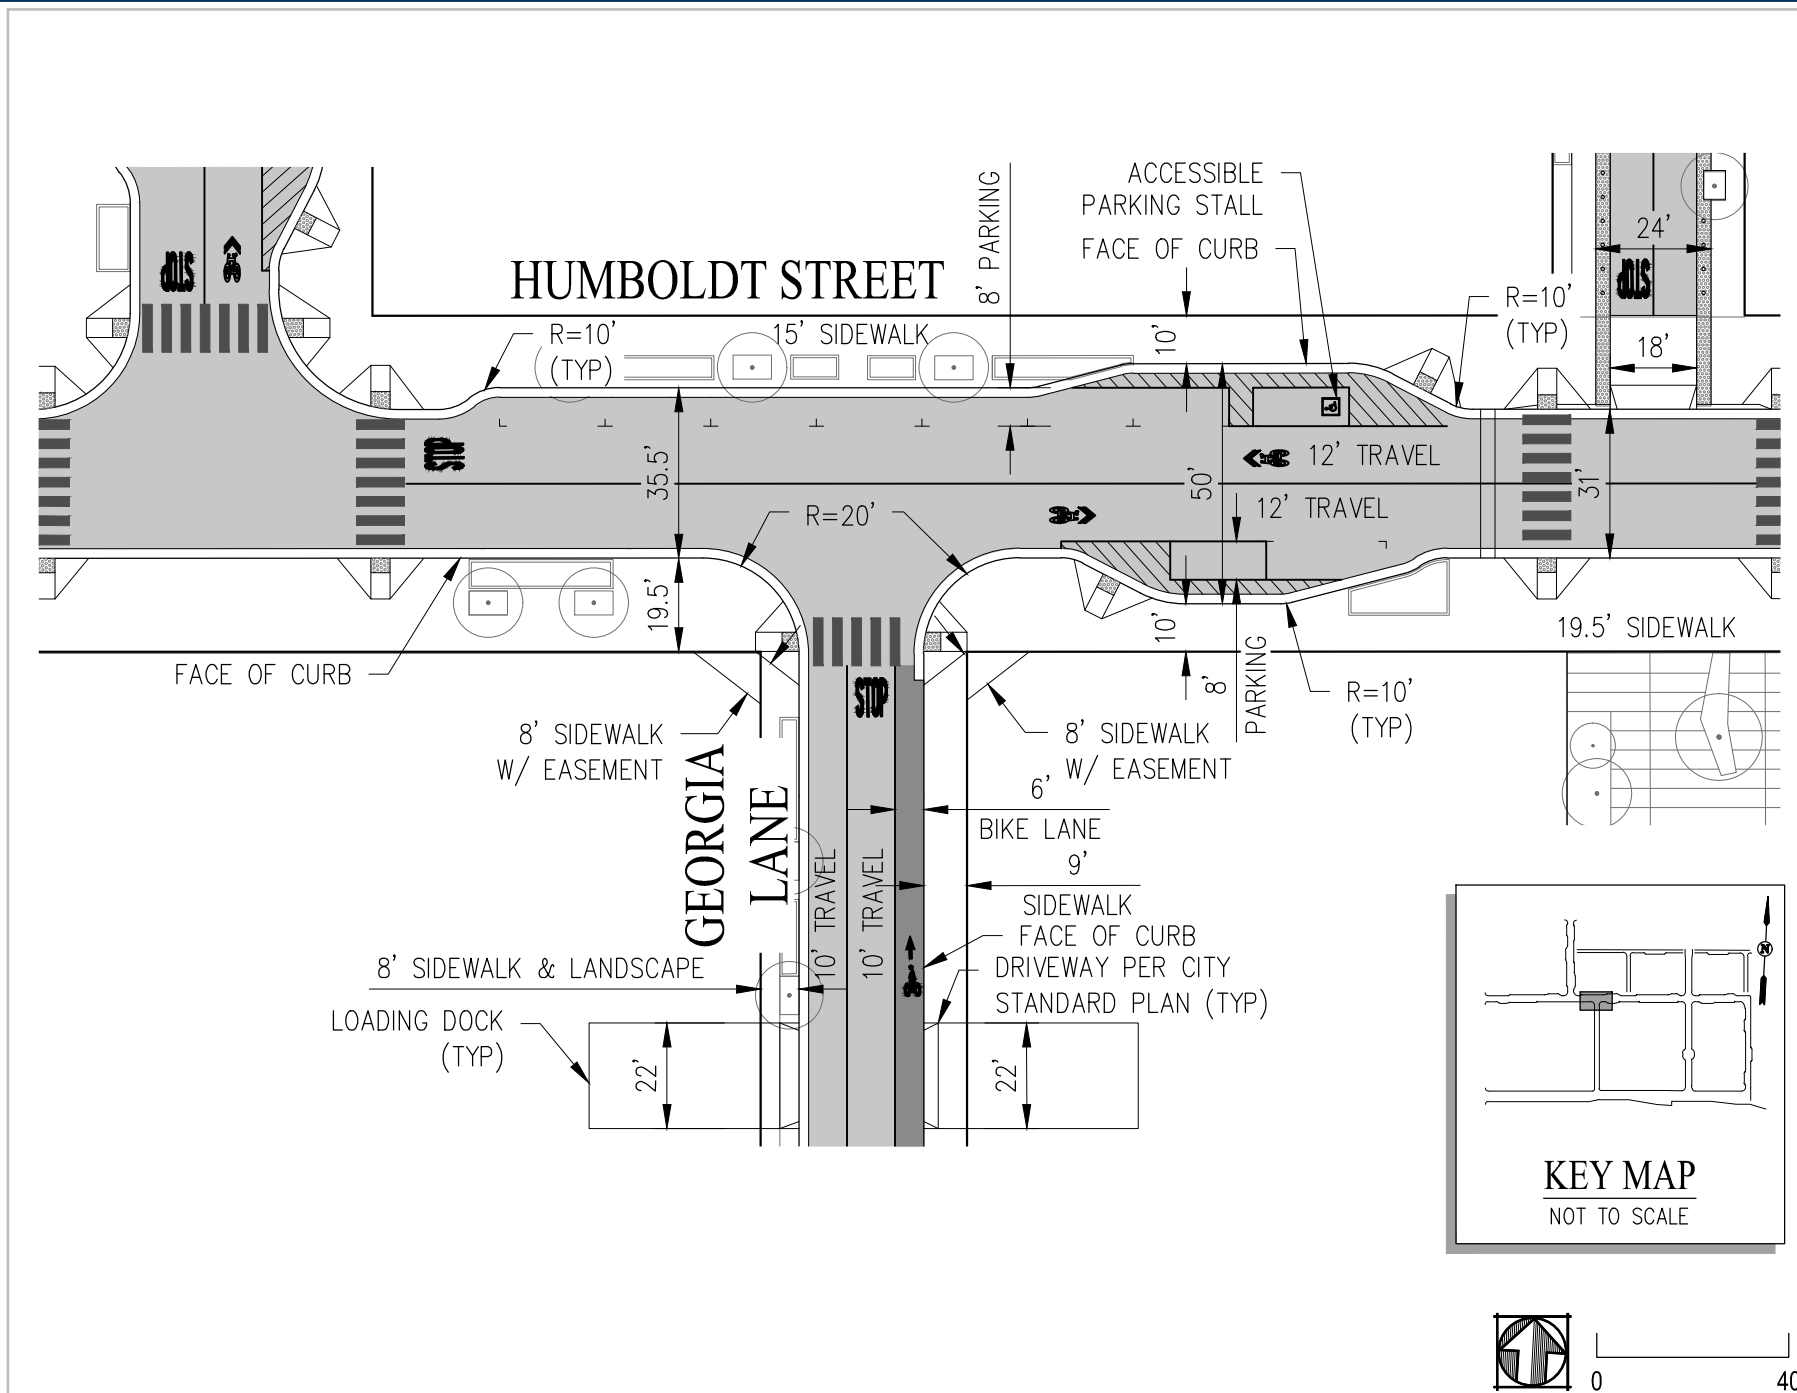 ACCESSIBLE
PARKING STALL
FACE OF CURB
8' PARKING
24'
STOP
STOP
HUMBOLDT STREET
R=10'
(TYP)
15' SIDEWALK
10'
R=10'
(TYP)
18'
STOP
35.5'
50'
12' TRAVEL
12' TRAVEL
31'
R=20'
19.5'
10'
8'
PARKING
19.5' SIDEWALK
FACE OF CURB
STOP
R=10'
(TYP)
8' SIDEWALK
W/ EASEMENT
8' SIDEWALK
W/ EASEMENT
GEORGIA
LANE
6'
BIKE LANE
10' TRAVEL
10' TRAVEL
9'
SIDEWALK
FACE OF CURB
8' SIDEWALK & LANDSCAPE
DRIVEWAY PER CITY
STANDARD PLAN (TYP)
LOADING DOCK
(TYP)
22'
22'
N
KEY MAP
NOT TO SCALE
0
40